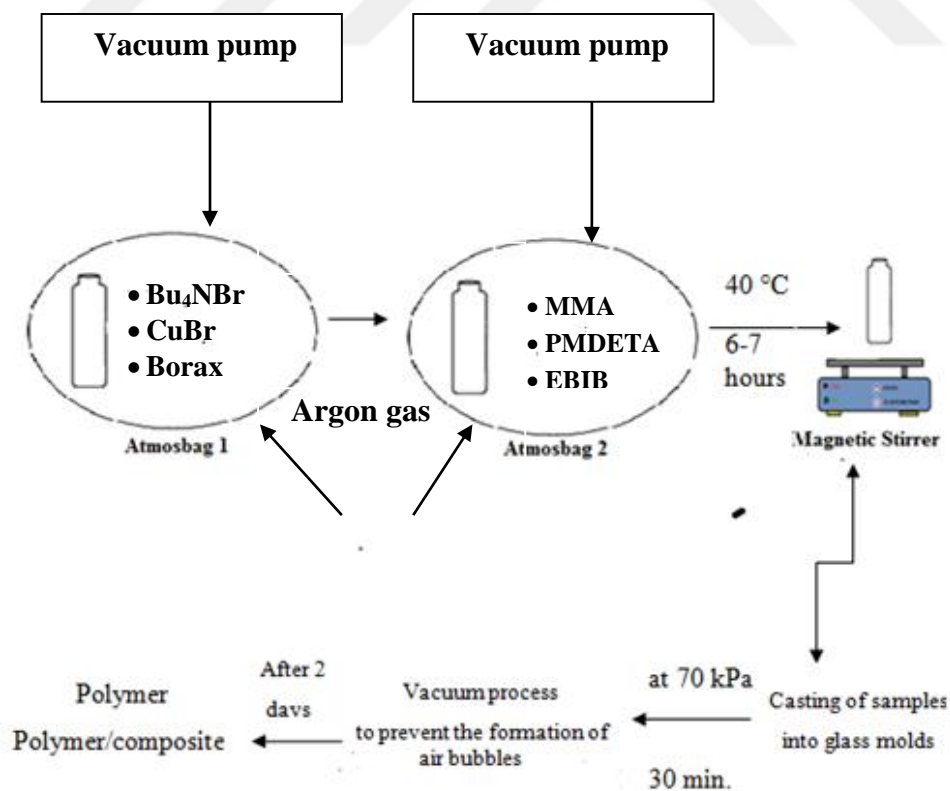 Vacuum pump
Vacuum pump
• Bu₄NBr
• CuBr
• Borax
Atmosbag 1
Argon gas
• MMA
• PMDETA
• EBIB
Atmosbag 2
40 °C
6-7
hours
Magnetic Stirrer
Casting of samples
into glass molds
at 70 kPa
30 min.
Vacuum process
to prevent the formation of
air bubbles
After 2
days
Polymer
Polymer/composite